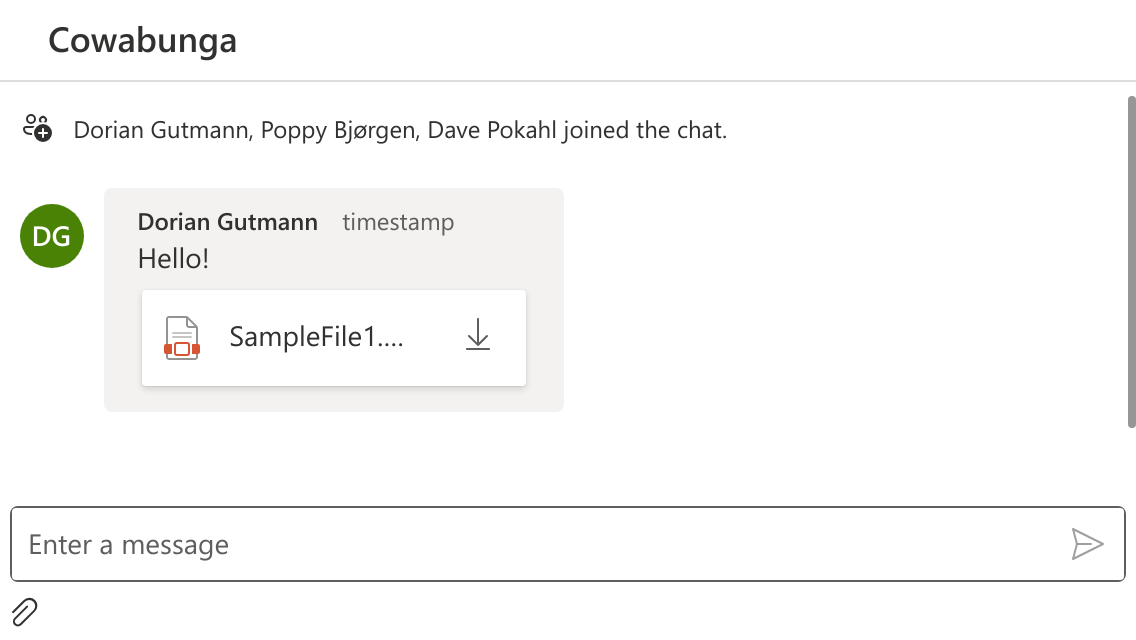 Cowabunga
Dorian Gutmann, Poppy Bjørgen, Dave Pokahl joined the chat.
DG
Dorian Gutmann timestamp
Hello!
SampleFile1....
Enter a message